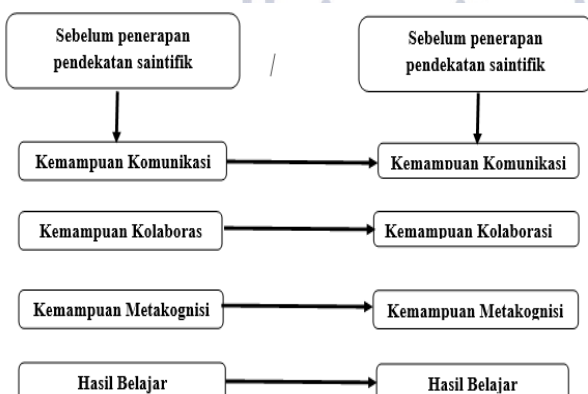 Sebelum penerapan
pendekatan saintifik
/
Sebelum penerapan
pendekatan saintifik
Kemampuan Komunikasi
Kemampuan Komunikasi
Kemampuan Kolaboras
Kemampuan Kolaborasi
Kemampuan Metakognisi
Kemampuan Metakognisi
Hasil Belajar
Hasil Belajar